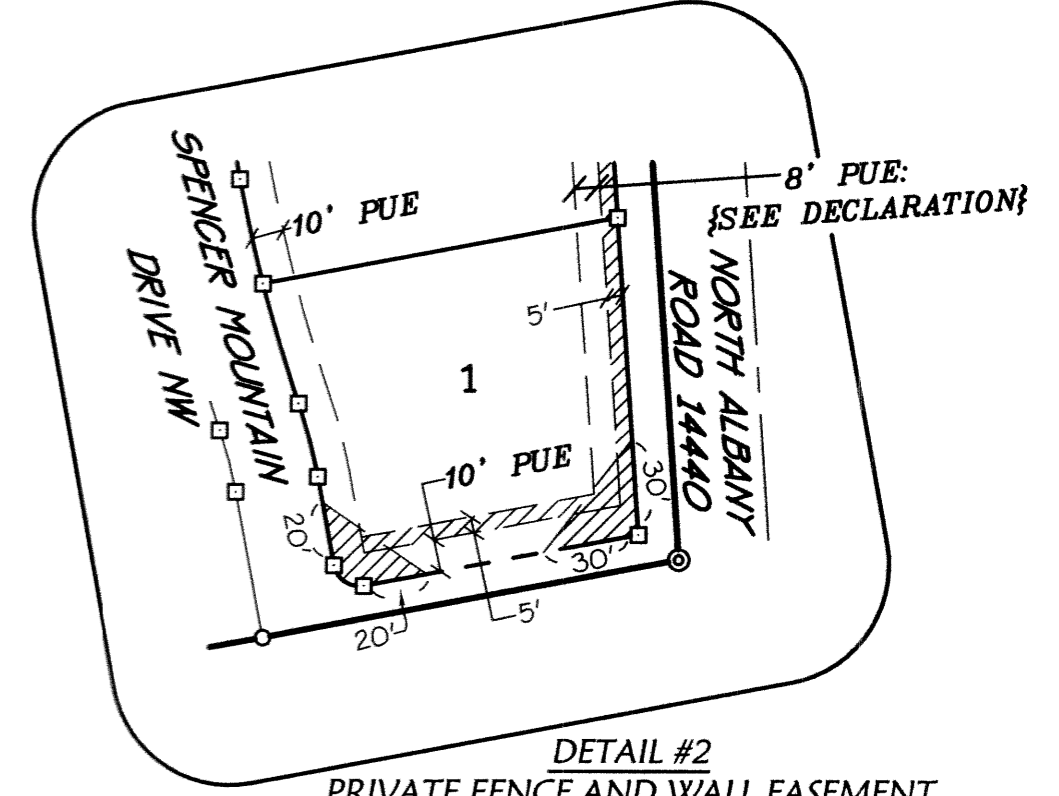 SPENCER MOUNTAIN
DRIVE NW
10' PUE
8' PUE:
{SEE DECLARATION}
NORTH ALBANY
ROAD 14440
5'
1
10' PUE
30'
20'
30'
5'
20'
DETAIL #2
PRIVATE FENCE AND WALL EASEMENT